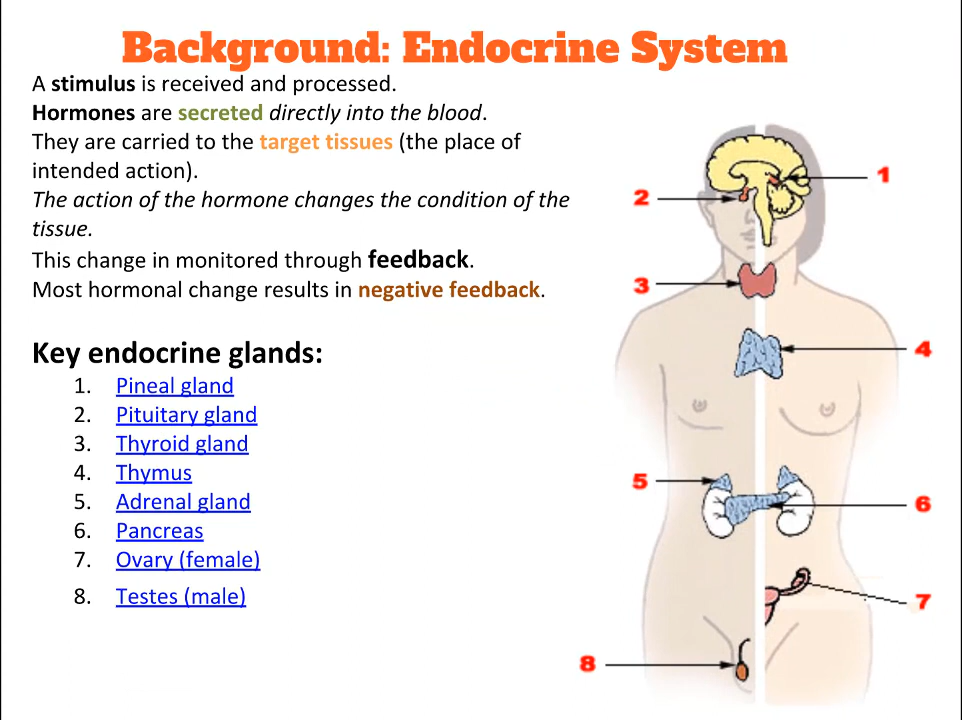 Background: Endocrine System
A stimulus is received and processed.
Hormones are secreted directly into the blood.
They are carried to the target tissues (the place of
intended action).
The action of the hormone changes the condition of the
tissue.
This change in monitored through feedback.
Most hormonal change results in negative feedback.
Key endocrine glands:
1. Pineal gland
2. Pituitary gland
3. Thyroid gland
4. Thymus
5. Adrenal gland
6. Pancreas
7. Ovary (female)
8. Testes (male)
1
2
3
4
5
6
7
8